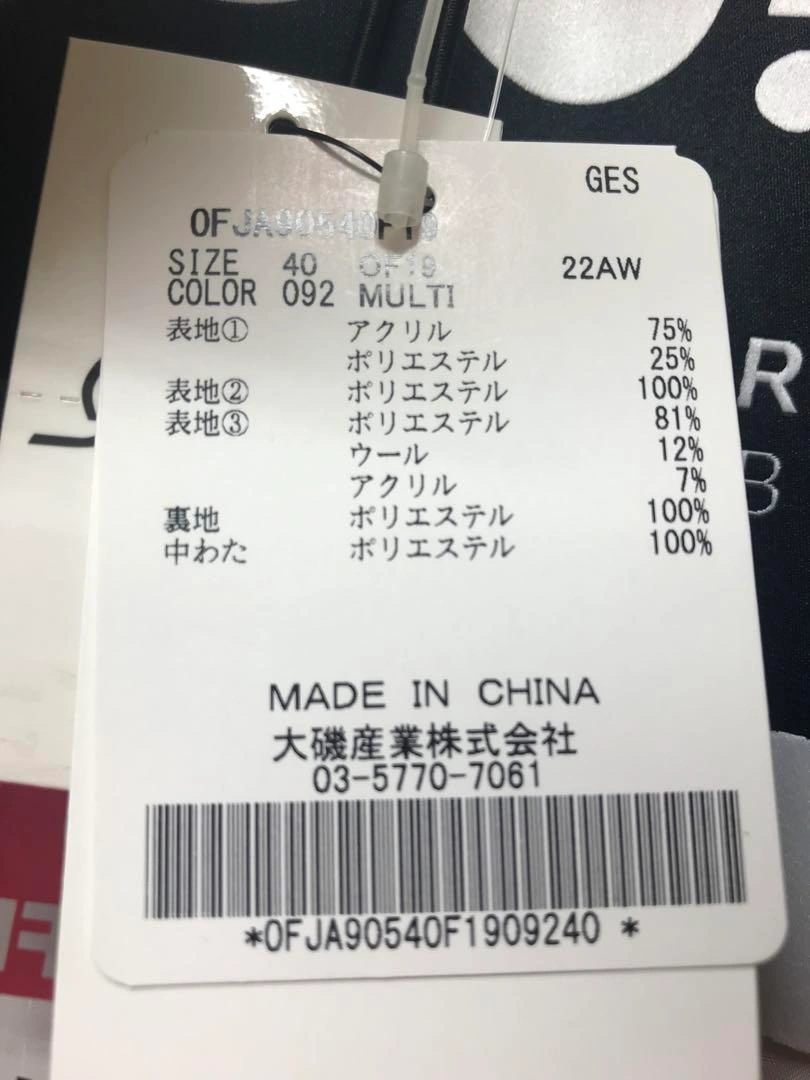 GES
OFJA90540F19
SIZE 40 OF19 22AW
COLOR 092 MULTI
表地① アクリル 75%
ポリエステル 25%
表地② ポリエステル 100%
表地③ ポリエステル 81%
ウール 12%
アクリル 7%
裏地 ポリエステル 100%
中わた ポリエステル 100%
MADE IN CHINA
大磯産業株式会社
03-5770-7061
*OFJA90540F1909240 *
R
B